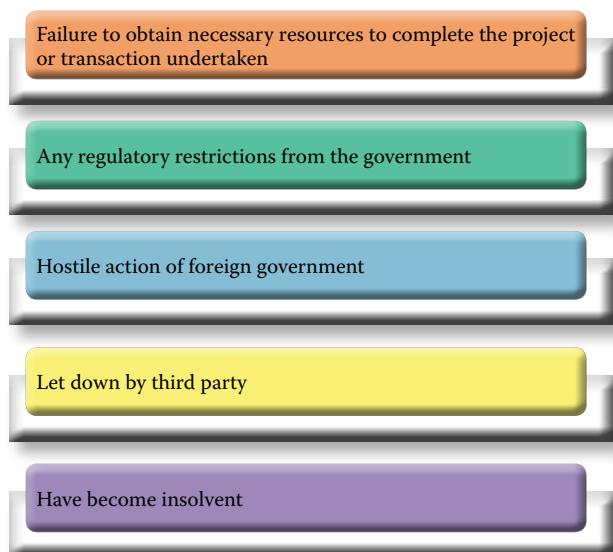 Failure to obtain necessary resources to complete the project
or transaction undertaken
Any regulatory restrictions from the government
Hostile action of foreign government
Let down by third party
Have become insolvent